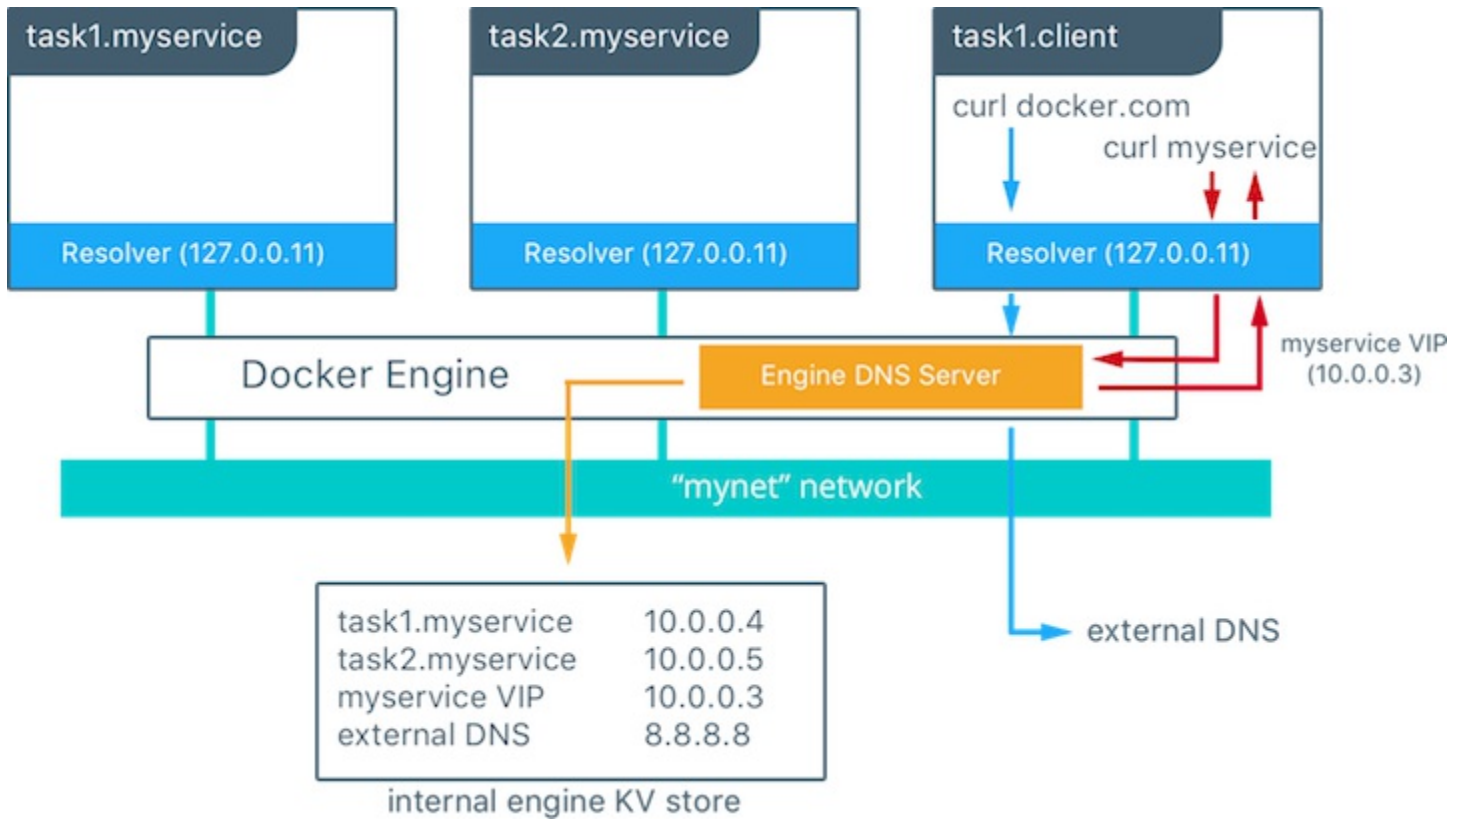 task1.myservice
task2.myservice
task1.client
curl docker.com
curl myservice
Resolver (127.0.0.11)
Resolver (127.0.0.11)
Resolver (127.0.0.11)
Docker Engine
Engine DNS Server
myservice VIP
(10.0.0.3)
“mynet” network
task1.myservice 10.0.0.4
task2.myservice 10.0.0.5
myservice VIP 10.0.0.3
external DNS 8.8.8.8
external DNS
internal engine KV store